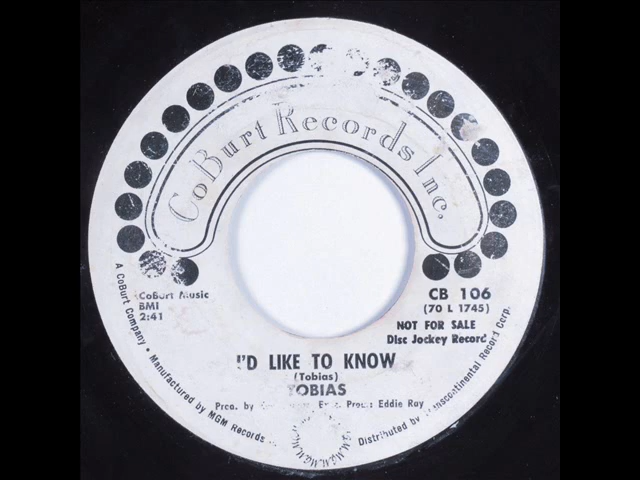 CoBurt Records Inc.
CoBurt Music
BMI
2:41
CB 106
(70 L 1745)
NOT FOR SALE
Disc Jockey Record
I'D LIKE TO KNOW
(Tobias)
TOBIAS
Prod. by Prod: Eddie Ray
A CoBurt Company • Manufactured by MGM Records Distributed by Transcontinental Record Corp.